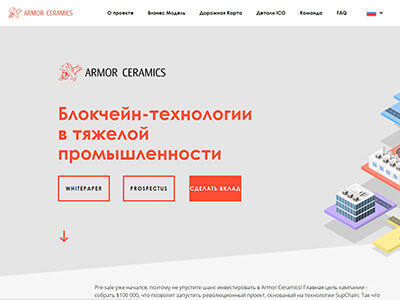 ARMOR CERAMICS
О проекте Бизнес Модель Дорожная Карта Детали ICO Команда FAQ
ARMOR CERAMICS
Блокчейн-технологии
в тяжелой
промышленности
WHITEPAPER PROSPECTUS СДЕЛАТЬ ВКЛАД
Pre-sale уже начался, поэтому не упустите шанс инвестировать в Armor Ceramics! Главная цель кампании -
собрать $100 000, что позволит запустить революционный проект, основаный на технологии SupChain. Так что